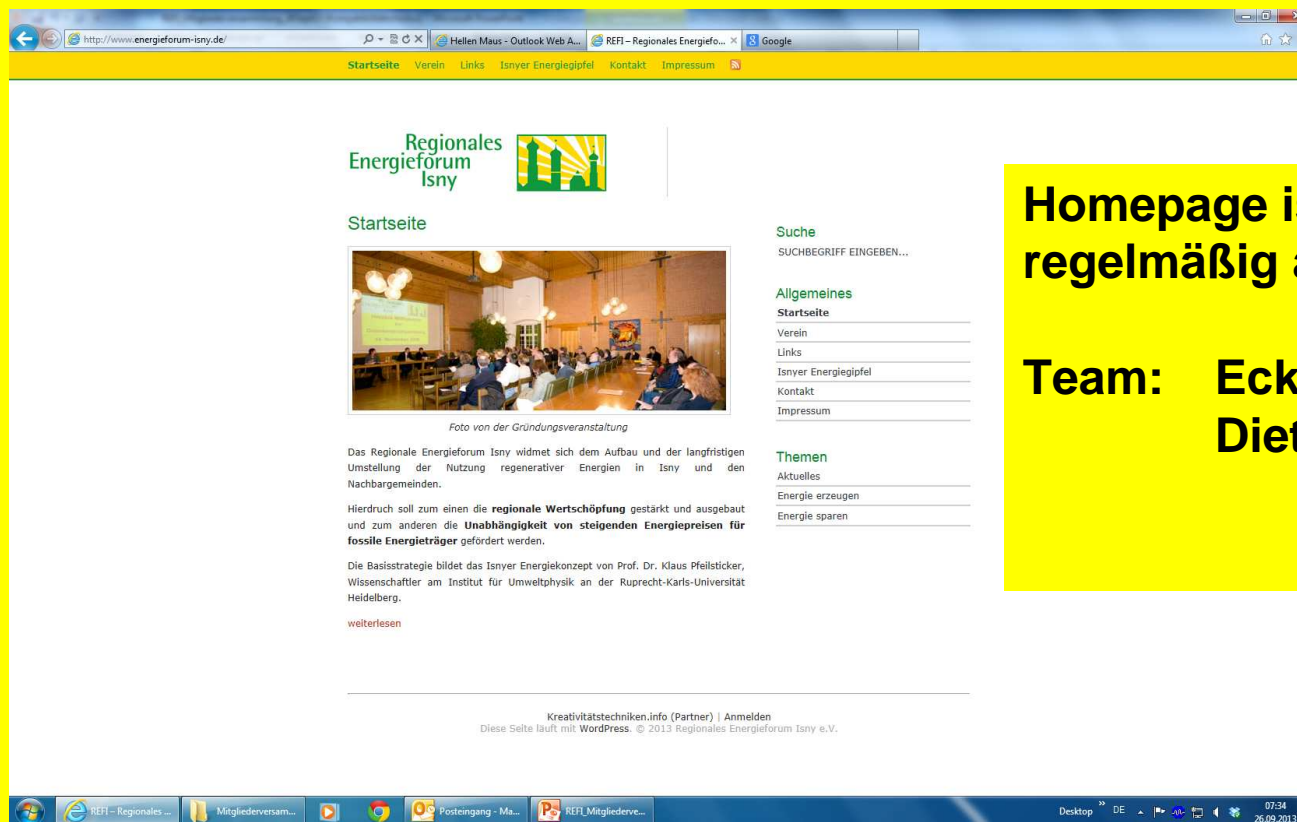 http://www.energieforum-isny.de/
Hellen Maus - Outlook Web A...
REFI – Regionales Energiefo...
Google
Startseite Verein Links Isnyer Energiegipfel Kontakt Impressum
Regionales
Energieforum
Isny
Startseite
Foto von der Gründungsveranstaltung
Das Regionale Energieforum Isny widmet sich dem Aufbau und der langfristigen
Umstellung der Nutzung regenerativer Energien in Isny und den
Nachbargemeinden.
Hierdruch soll zum einen die regionale Wertschöpfung gestärkt und ausgebaut
und zum anderen die Unabhängigkeit von steigenden Energiepreisen für
fossile Energieträger gefördert werden.
Die Basisstrategie bildet das Isnyer Energiekonzept von Prof. Dr. Klaus Pfeilsticker,
Wissenschaftler am Institut für Umweltphysik an der Ruprecht-Karls-Universität
Heidelberg.
weiterlesen
Suche
SUCHBEGRIFF EINGEBEN...
Allgemeines
Startseite
Verein
Links
Isnyer Energiegipfel
Kontakt
Impressum
Themen
Aktuelles
Energie erzeugen
Energie sparen
Homepage
regelmäßig
Team: Eck
Diet
Kreativitätstechniken.info (Partner) | Anmelden
Diese Seite läuft mit WordPress. © 2013 Regionales Energieforum Isny e.V.
REFI – Regionales ...
Mitgliederversam...
Posteingang - Ma...
REFI_Mitgliederve...
Desktop
DE
07:34
26.09.2013